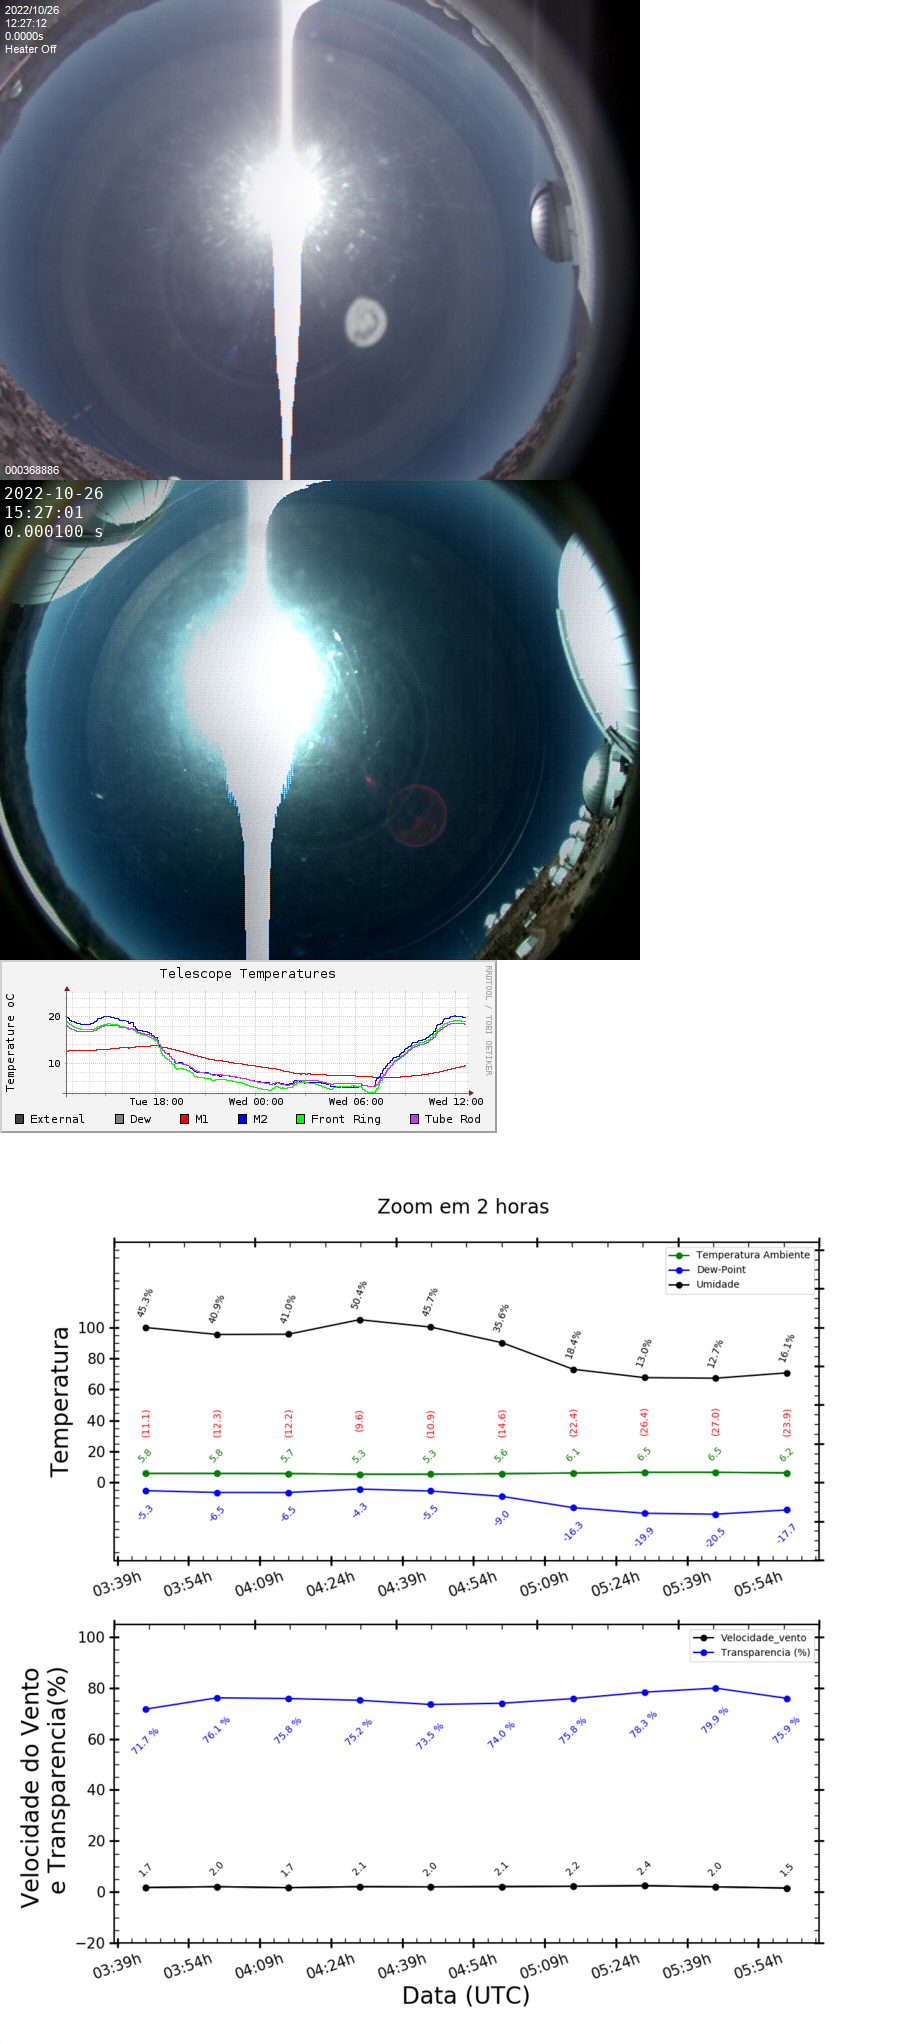 2022/10/26
12:27:12
0.0000s
Heater Off
000368886
2022-10-26
15:27:01
0.000100 s
Telescope Temperatures
RRDTOOL / TOBI OETIKER
Temperature oC
20
10
Tue 18:00 Wed 00:00 Wed 06:00 Wed 12:00
External Dew M1 M2 Front Ring Tube Rod
Zoom em 2 horas
Temperatura Ambiente
Dew-Point
Umidade
Temperatura
100
80
60
40
20
0
45.3% 40.9% 41.0% 50.4% 45.7% 35.6% 18.4% 13.0% 12.7% 16.1%
(11.1) (12.3) (12.2) (9.6) (10.9) (14.6) (22.4) (26.4) (27.0) (23.9)
5.8 5.8 5.7 5.3 5.3 5.6 6.1 6.5 6.5 6.2
-5.3 -6.5 -6.5 -4.3 -5.5 -9.0 -16.3 -19.9 -20.5 -17.7
03:39h 03:54h 04:09h 04:24h 04:39h 04:54h 05:09h 05:24h 05:39h 05:54h
Velocidade_vento
Transparencia (%)
Velocidade do Vento
e Transparencia(%)
100
80
60
40
20
0
−20
71.7 % 76.1 % 75.8 % 75.2 % 73.5 % 74.0 % 75.8 % 78.3 % 79.9 % 75.9 %
1.7 2.0 1.7 2.1 2.0 2.1 2.2 2.4 2.0 1.5
03:39h 03:54h 04:09h 04:24h 04:39h 04:54h 05:09h 05:24h 05:39h 05:54h
Data (UTC)